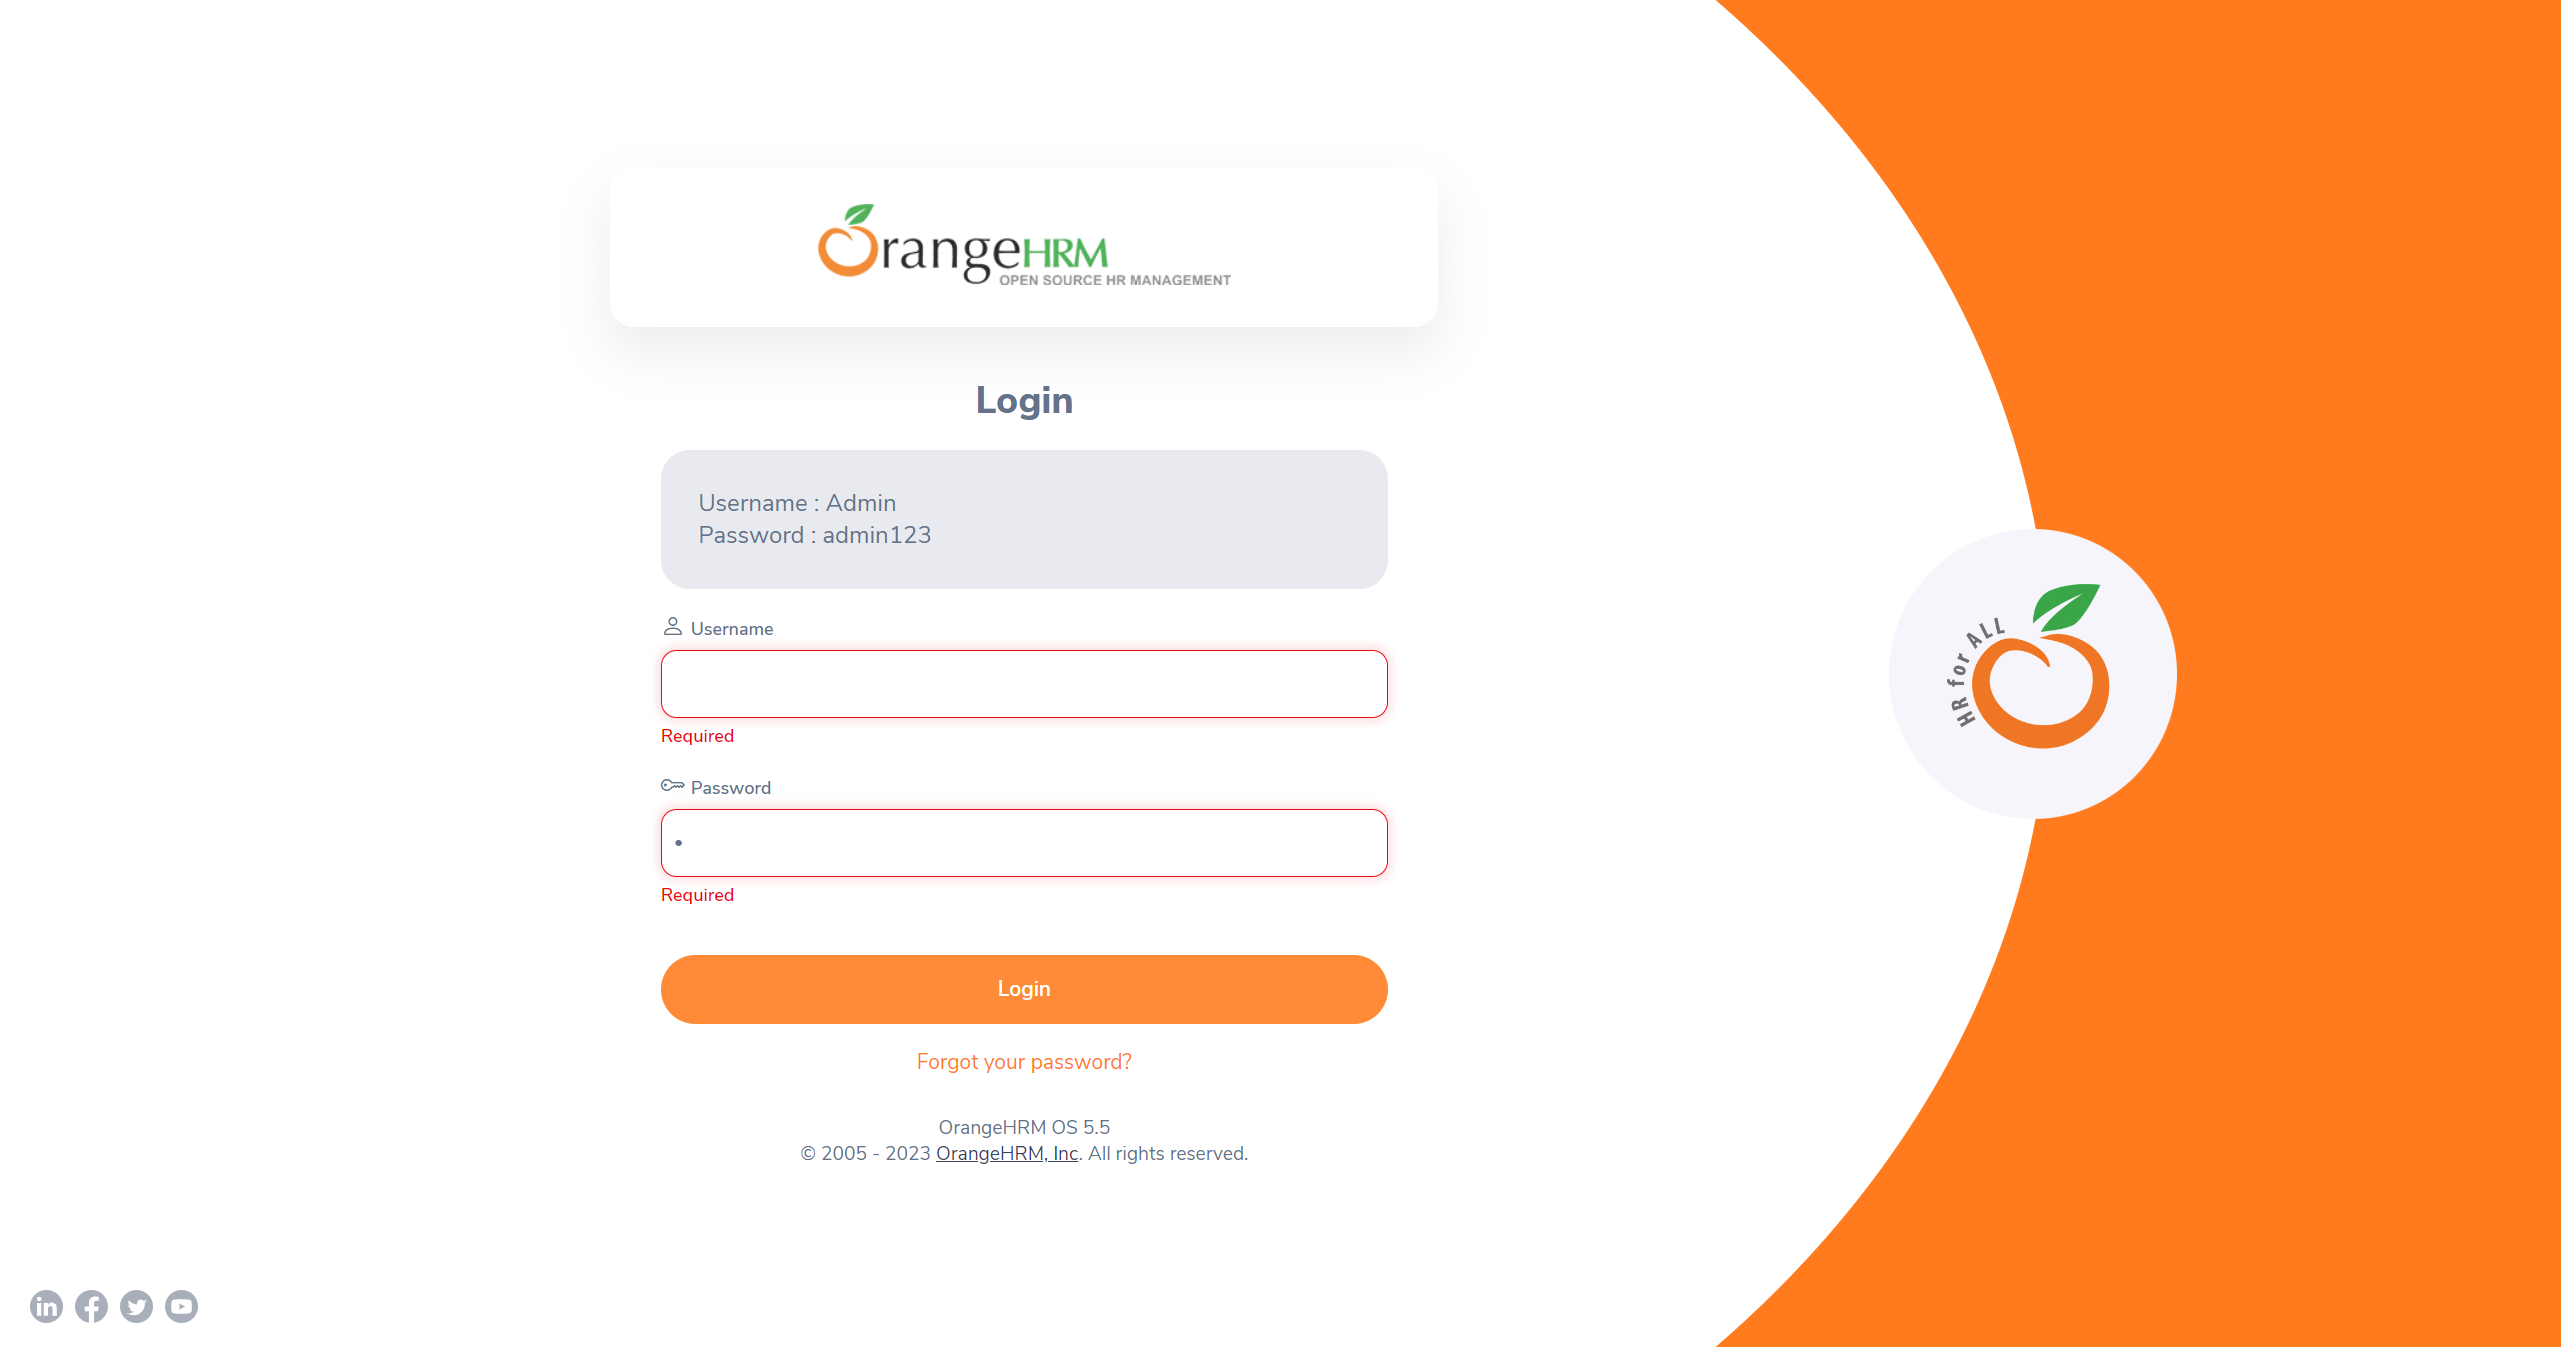 OrangeHRM
OPEN SOURCE HR MANAGEMENT
Login
Username : Admin
Password : admin123
Username
Required
Password
•
Required
Login
Forgot your password?
OrangeHRM OS 5.5
© 2005 - 2023 OrangeHRM, Inc. All rights reserved.
HR for ALL